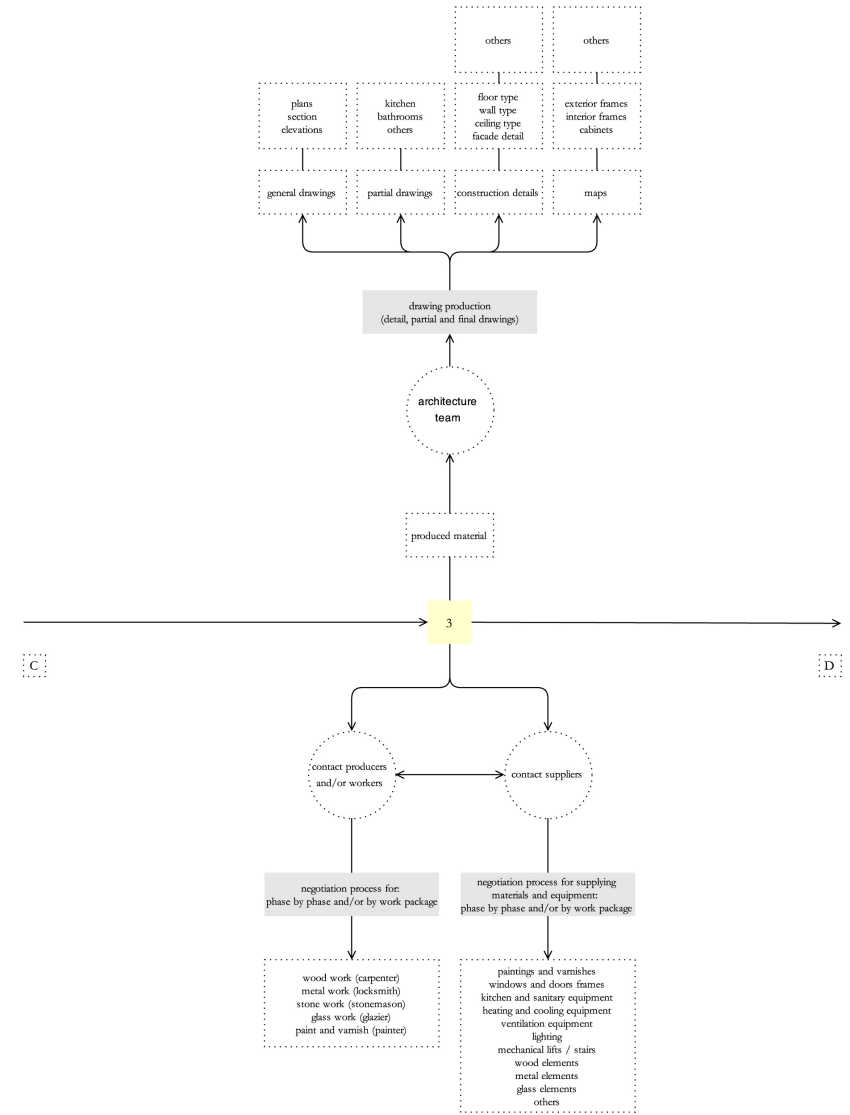 others
others
plans
section
elevations
kitchen
bathrooms
others
floor type
wall type
ceiling type
facade detail
exterior frames
interior frames
cabinets
general drawings
partial drawings
construction details
maps
drawing production
(detail, partial and final drawings)
architecture
team
produced material
3
C
D
contact producers
and/or workers
contact suppliers
negotiation process for:
phase by phase and/or by work package
negotiation process for supplying
materials and equipment:
phase by phase and/or by work package
wood work (carpenter)
metal work (locksmith)
stone work (stonemason)
glass work (glazier)
paint and varnish (painter)
paintings and varnishes
windows and doors frames
kitchen and sanitary equipment
heating and cooling equipment
ventilation equipment
lighting
mechanical lifts / stairs
wood elements
metal elements
glass elements
others